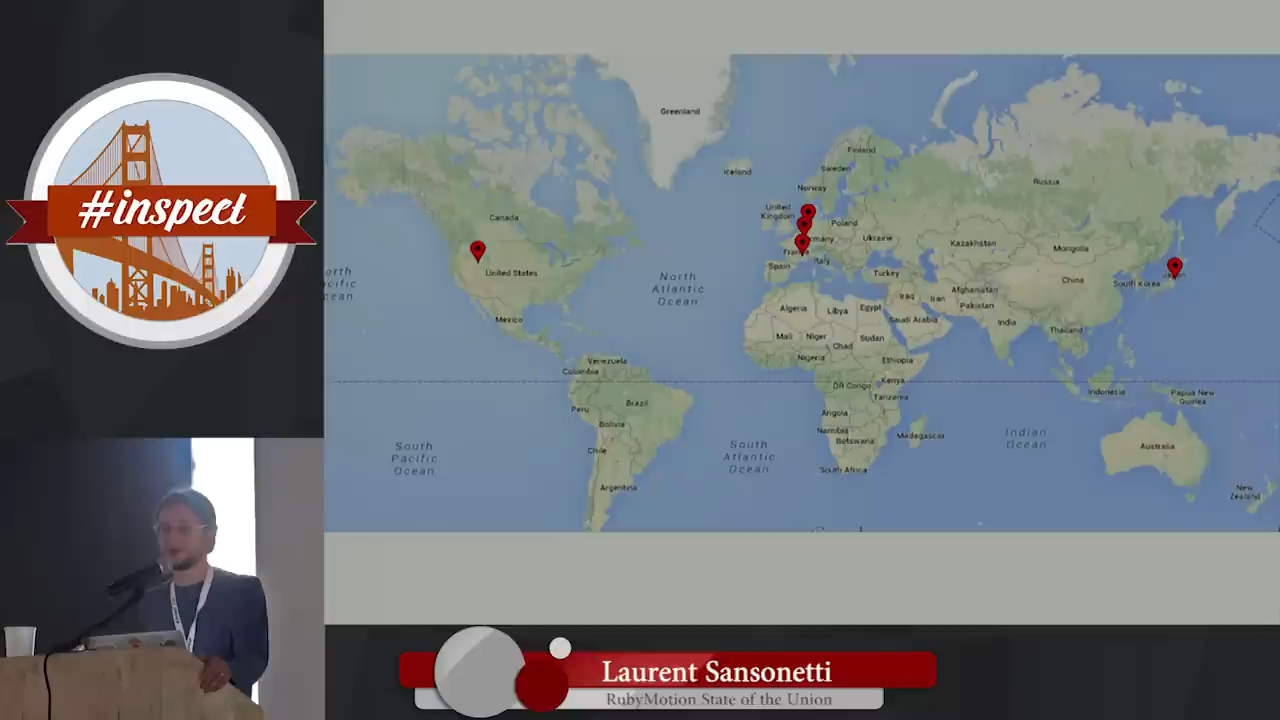 #inspect
Greenland
Iceland
Finland
Sweden
Norway
Russia
Canada
United
Kingdom
Poland
Ukraine
Kazakhstan
Mongolia
United States
Spain
Italy
Turkey
China
South Korea
North
Atlantic
Ocean
Afghanistan
Pakistan
Iraq
Iran
Algeria
Libya
Egypt
Saudi Arabia
India
Thailand
Mexico
Mali
Niger
Chad
Sudan
Nigeria
Ethiopia
Venezuela
Colombia
DR Congo
Kenya
Tanzania
Indonesia
Papua New
Guinea
Peru
Brazil
Bolivia
Angola
Namibia
Botswana
Madagascar
Chile
South Africa
Argentina
South
Pacific
Ocean
South
Atlantic
Ocean
Indian
Ocean
Australia
New
Zealand
Laurent Sansonetti
RubyMotion State of the Union